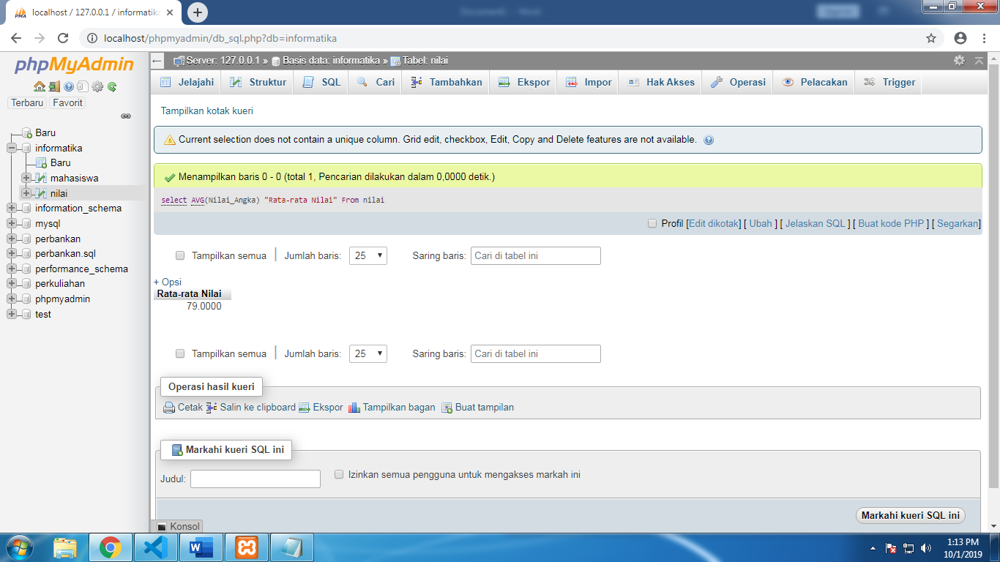 localhost / 127.0.0.1 / informatika
localhost/phpmyadmin/db_sql.php?db=informatika
phpMyAdmin
Terbaru Favorit
Baru
informatika
Baru
mahasiswa
nilai
information_schema
mysql
perbankan
perbankan.sql
performance_schema
perkuliahan
phpmyadmin
test
Server: 127.0.0.1 » Basis data: informatika » Tabel: nilai
Jelajahi Struktur SQL Cari Tambahkan Ekspor Impor Hak Akses Operasi Pelacakan Trigger
Tampilkan kotak kueri
Current selection does not contain a unique column. Grid edit, checkbox, Edit, Copy and Delete features are not available.
Menampilkan baris 0 - 0 (total 1, Pencarian dilakukan dalam 0,0000 detik.)
select AVG(Nilai_Angka) "Rata-rata Nilai" From nilai
Profil [Edit dikotak] [ Ubah ] [ Jelaskan SQL ] [ Buat kode PHP ] [ Segarkan]
Tampilkan semua | Jumlah baris: 25 Saring baris: Cari di tabel ini
+ Opsi
Rata-rata Nilai
79.0000
Tampilkan semua | Jumlah baris: 25 Saring baris: Cari di tabel ini
Operasi hasil kueri
Cetak Salin ke clipboard Ekspor Tampilkan bagan Buat tampilan
Markahi kueri SQL ini
Judul: Izinkan semua pengguna untuk mengakses markah ini
Markahi kueri SQL ini
Konsol
1:13 PM
10/1/2019